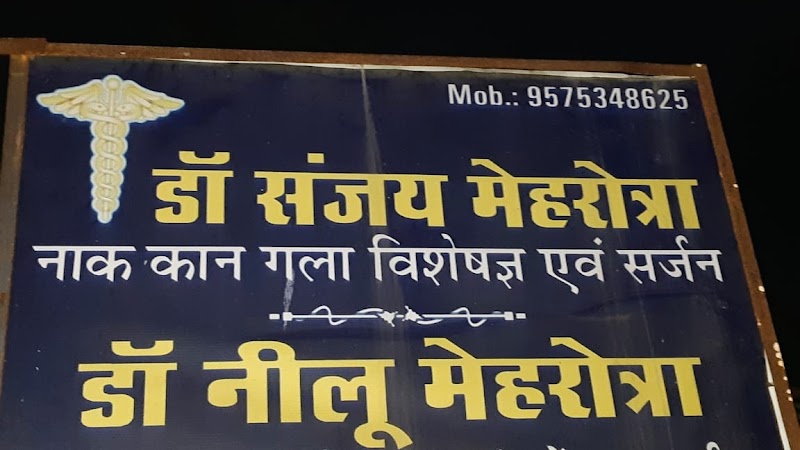 Mob.: 9575348625
डॉ संजय मेहरोत्रा
नाक कान गला विशेषज्ञ एवं सर्जन
डॉ नीलू मेहरोत्रा